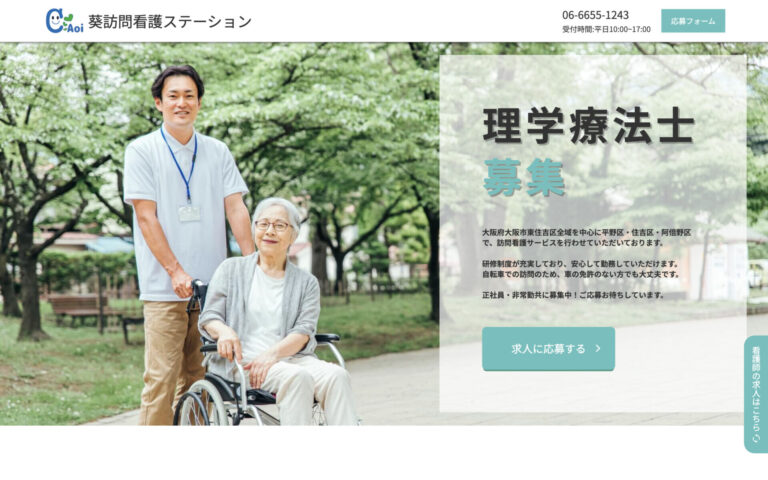 C-Aoi
葵訪問看護ステーション
06-6655-1243
受付時間:平日10:00~17:00
応募フォーム
理学療法士
募集
大阪府大阪市東住吉区全域を中心に平野区・住吉区・阿倍野区
で、訪問看護サービスを行わせていただいております。
研修制度が充実しており、安心して勤務していただけます。
自転車での訪問のため、車の免許のない方でも大丈夫です。
正社員・非常勤共に募集中！ご応募お待ちしています。
求人に応募する
看護師の求人はこちら